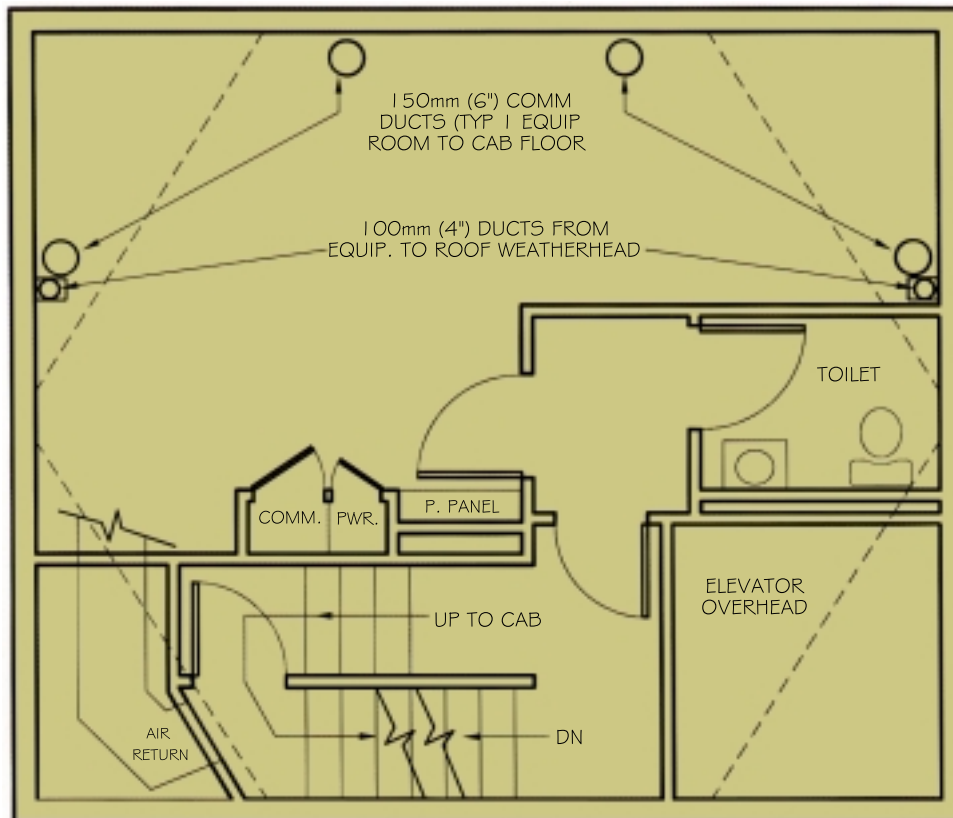 150mm (6") COMM
DUCTS (TYP 1 EQUIP
ROOM TO CAB FLOOR
100mm (4") DUCTS FROM
EQUIP. TO ROOF WEATHERHEAD
TOILET
COMM.
PWR.
P. PANEL
ELEVATOR
OVERHEAD
UP TO CAB
AIR
RETURN
DN